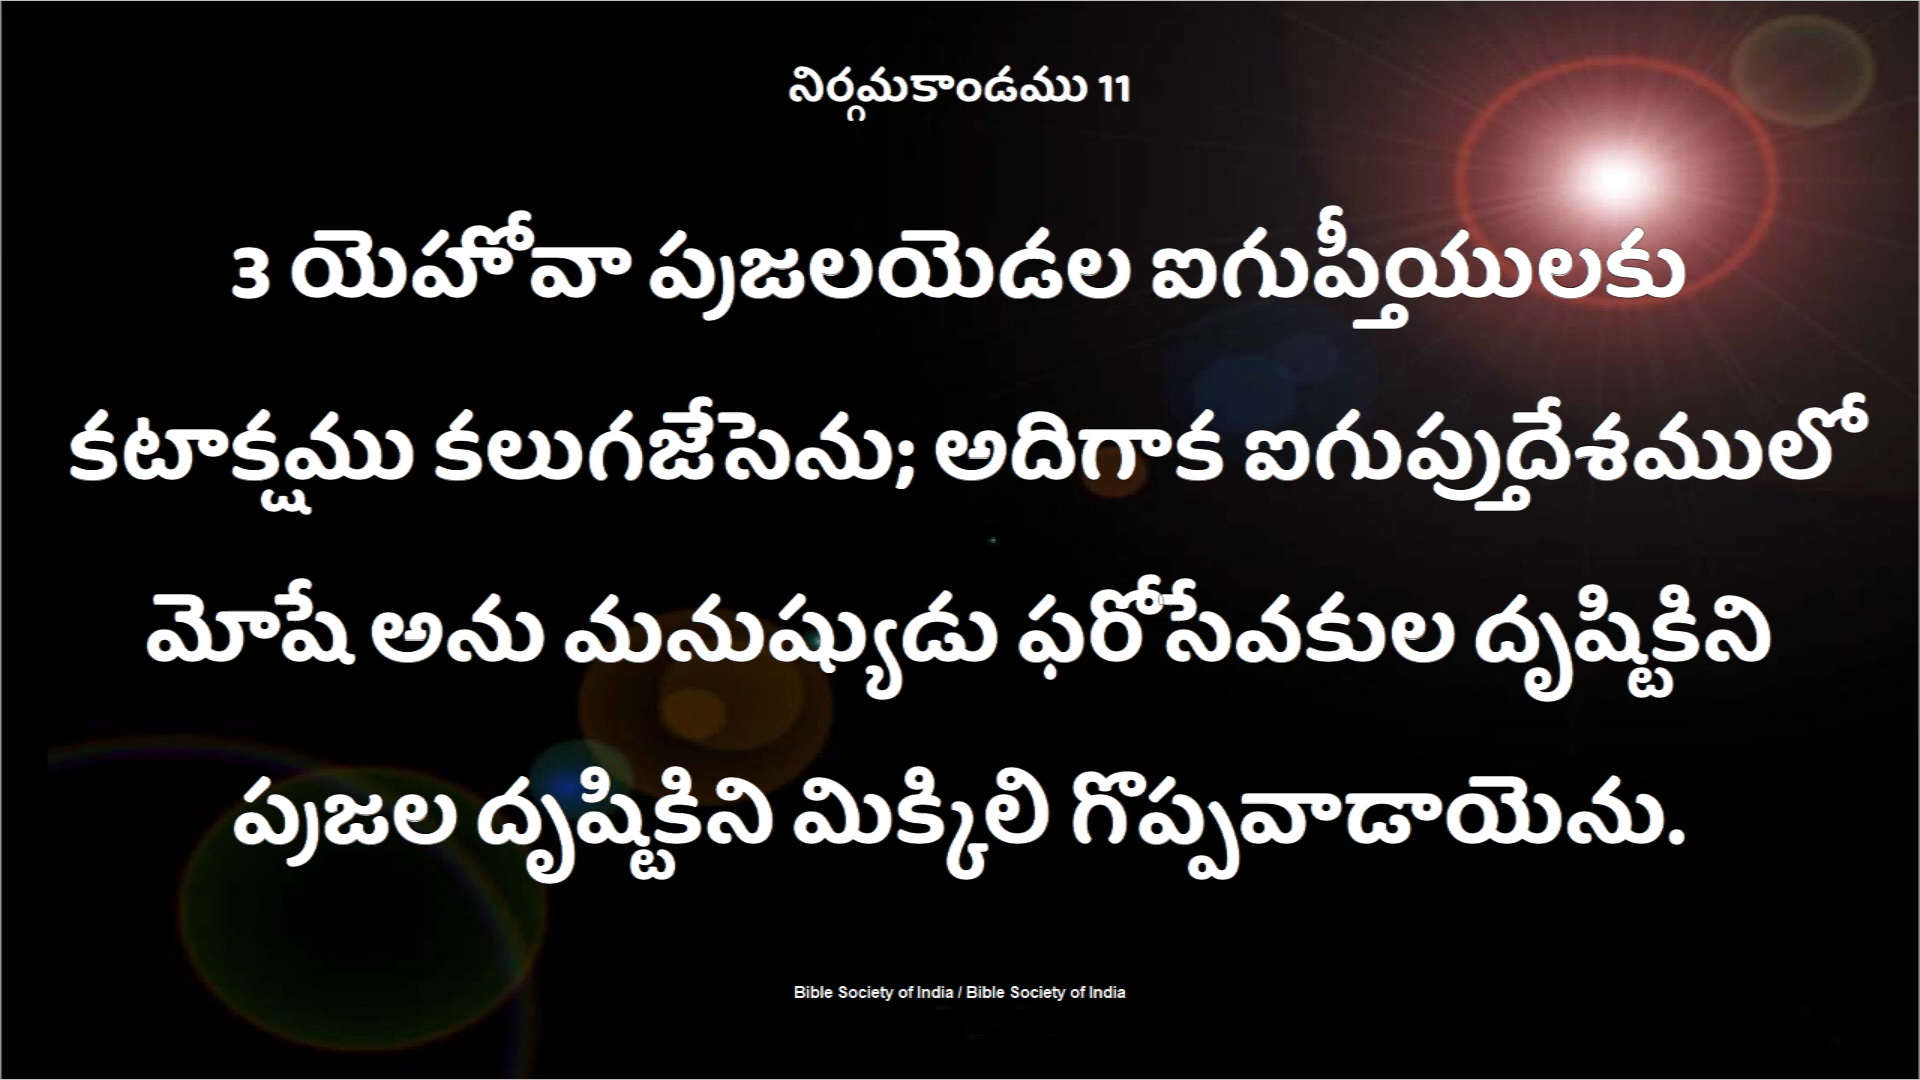 నిర్గమకాండము 11
3 యెహోవా ప్రజలయెడల ఐగుప్తీయులకు
కటాక్షము కలుగజేసెను; అదిగాక ఐగుప్తుదేశములో
మోషే అను మనుష్యుడు ఫరోసేవకుల దృష్టికిని
ప్రజల దృష్టికిని మిక్కిలి గొప్పవాడాయెను.
Bible Society of India / Bible Society of India